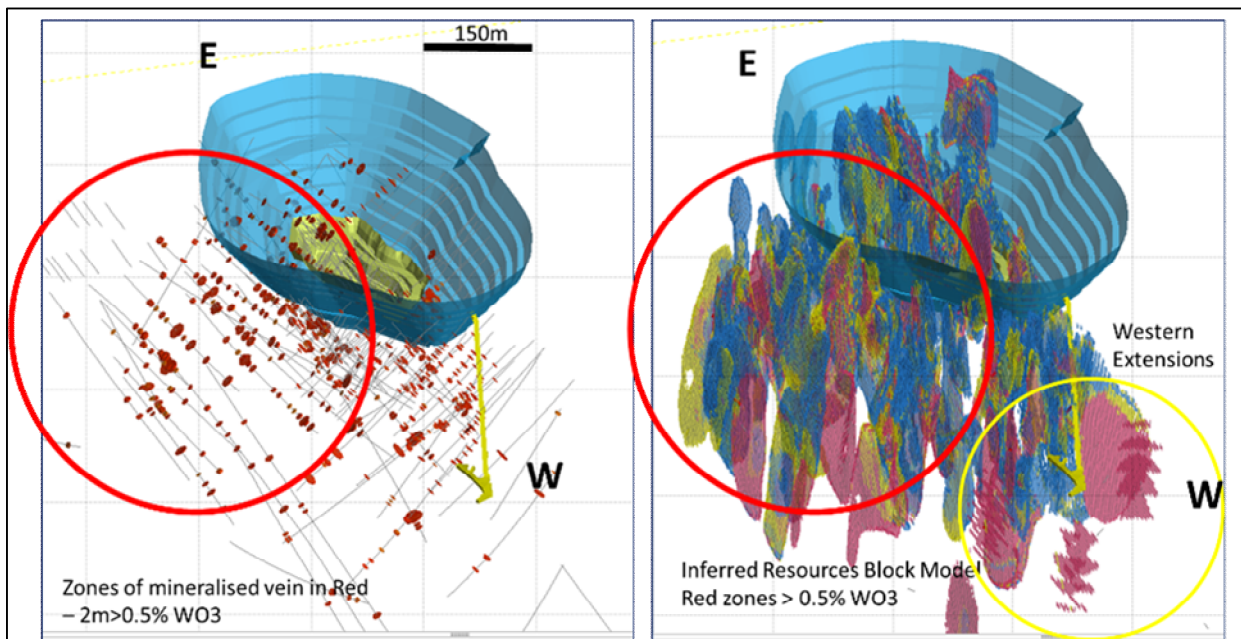 E
150m
W
Zones of mineralised vein in Red
– 2m>0.5% WO3
E
Western
Extensions
W
Inferred Resources Block Model
Red zones > 0.5% WO3